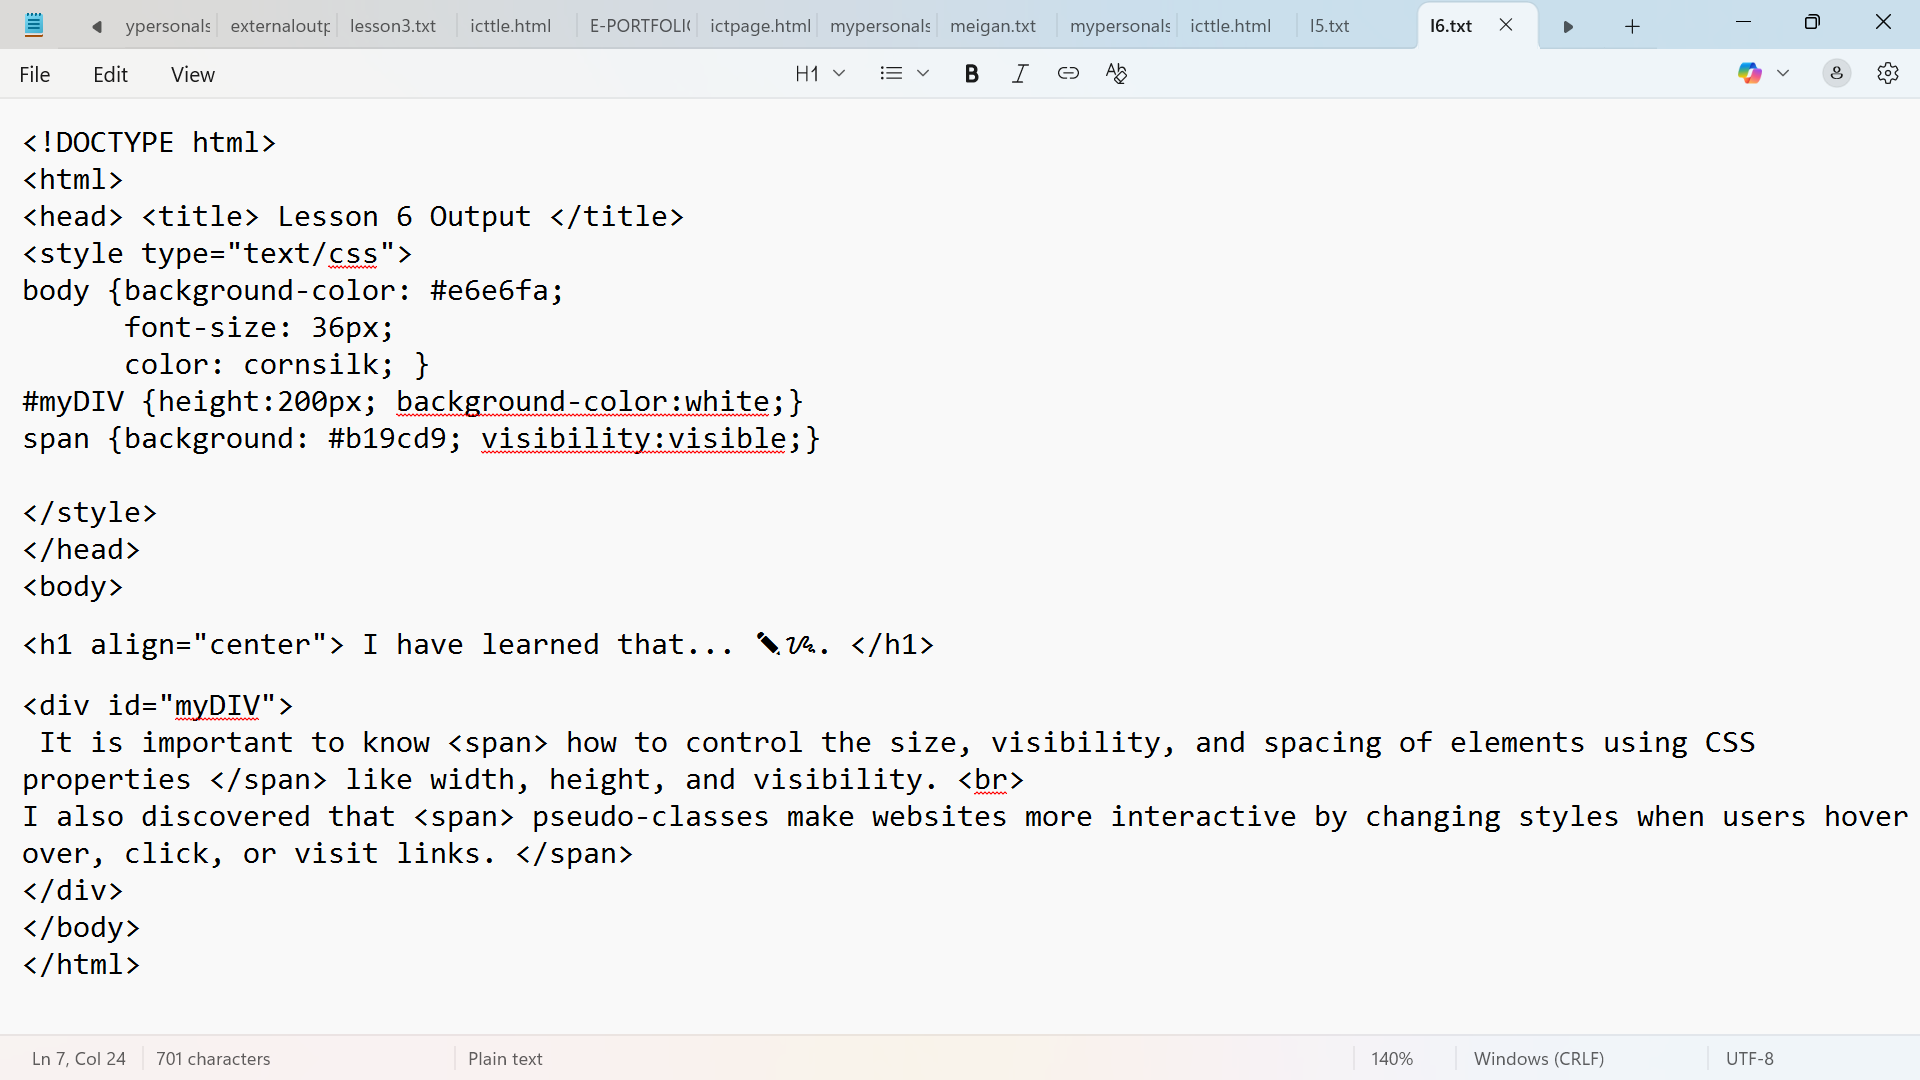 ypersonals externaloutp lesson3.txt icttle.html E-PORTFOLI ictpage.html mypersonals meigan.txt mypersonals icttle.html l5.txt l6.txt
File Edit View H1 B I
<!DOCTYPE html>
<html>
<head> <title> Lesson 6 Output </title>
<style type="text/css">
body {background-color: #e6e6fa;
font-size: 36px;
color: cornsilk; }
#myDIV {height:200px; background-color:white;}
span {background: #b19cd9; visibility:visible;}
</style>
</head>
<body>
<h1 align="center"> I have learned that... . </h1>
<div id="myDIV">
It is important to know <span> how to control the size, visibility, and spacing of elements using CSS
properties </span> like width, height, and visibility. <br>
I also discovered that <span> pseudo-classes make websites more interactive by changing styles when users hover
over, click, or visit links. </span>
</div>
</body>
</html>
Ln 7, Col 24 701 characters Plain text 140% Windows (CRLF) UTF-8